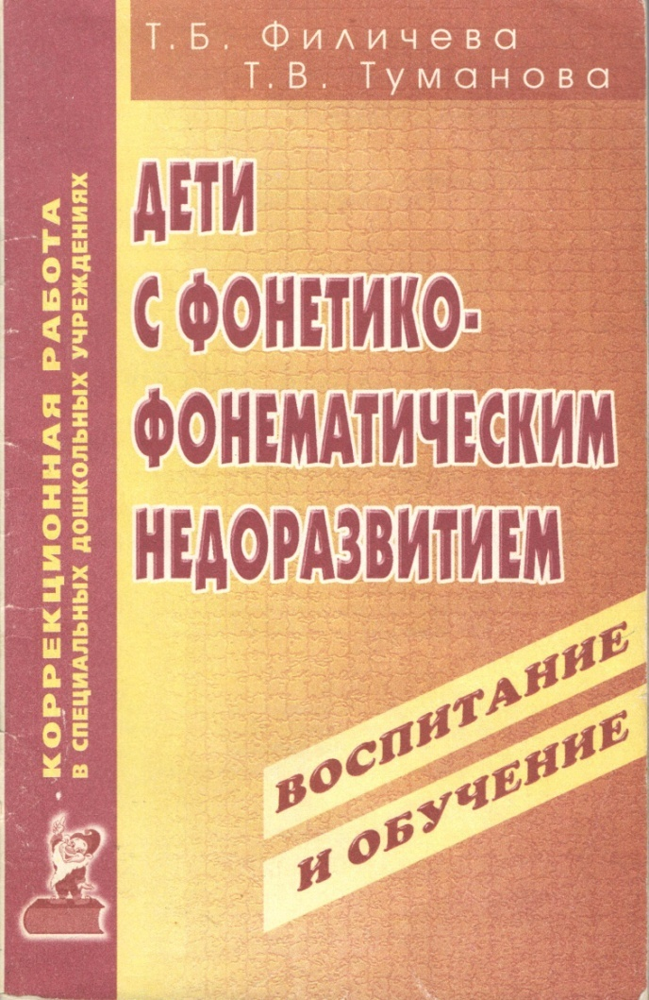 Т.Б. Филичева
Т.В. Туманова
ДЕТИ
С ФОНЕТИКО-
ФОНЕМАТИЧЕСКИМ
НЕДОРАЗВИТИЕМ
ВОСПИТАНИЕ
И ОБУЧЕНИЕ
КОРРЕКЦИОННАЯ РАБОТА
В СПЕЦИАЛЬНЫХ ДОШКОЛЬНЫХ УЧРЕЖДЕНИЯХ